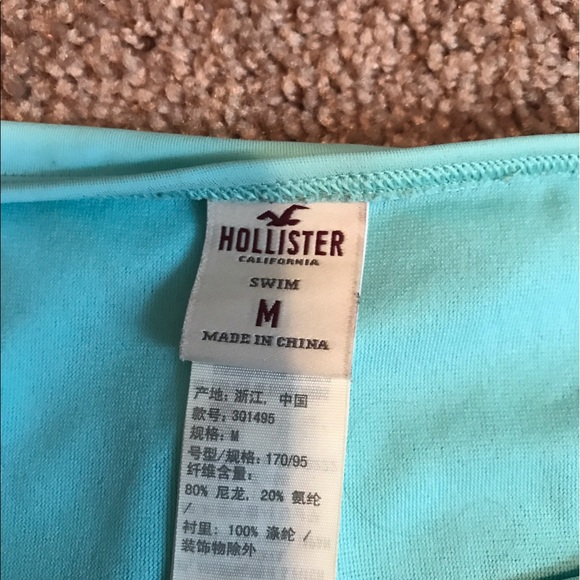 HOLLISTER
CALIFORNIA
SWIM
M
MADE IN CHINA
产地: 浙江, 中国
款号: 3Q1495
规格: M
号型/规格: 170/95
纤维含量:
80% 尼龙, 20% 氨纶
/
衬里: 100% 涤纶 /
装饰物除外